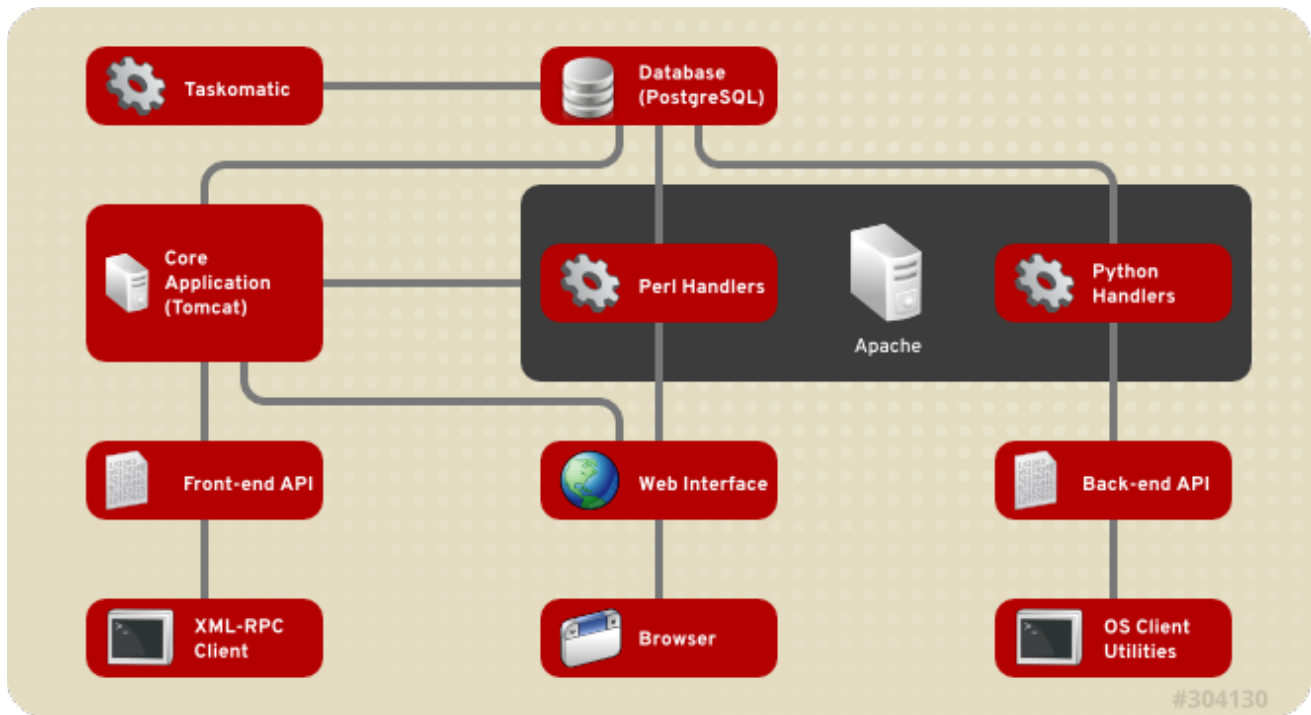 Taskomatic
Database
(PostgreSQL)
Core
Application
(Tomcat)
Perl Handlers
Apache
Python
Handlers
Front-end API
Web Interface
Back-end API
XML-RPC
Client
Browser
OS Client
Utilities
#304130